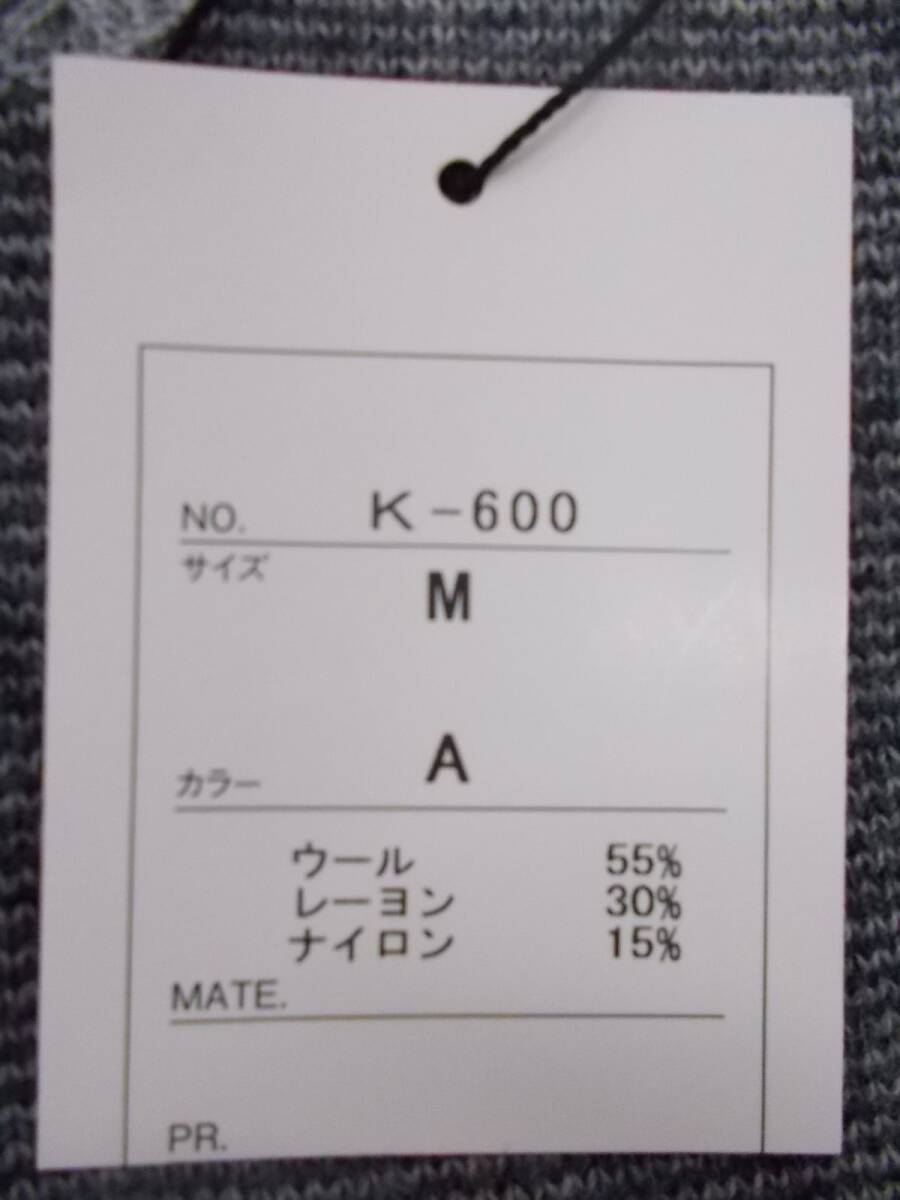 NO. K-600
サイズ M
カラー A
ウール 55%
レーヨン 30%
ナイロン 15%
MATE.
PR.